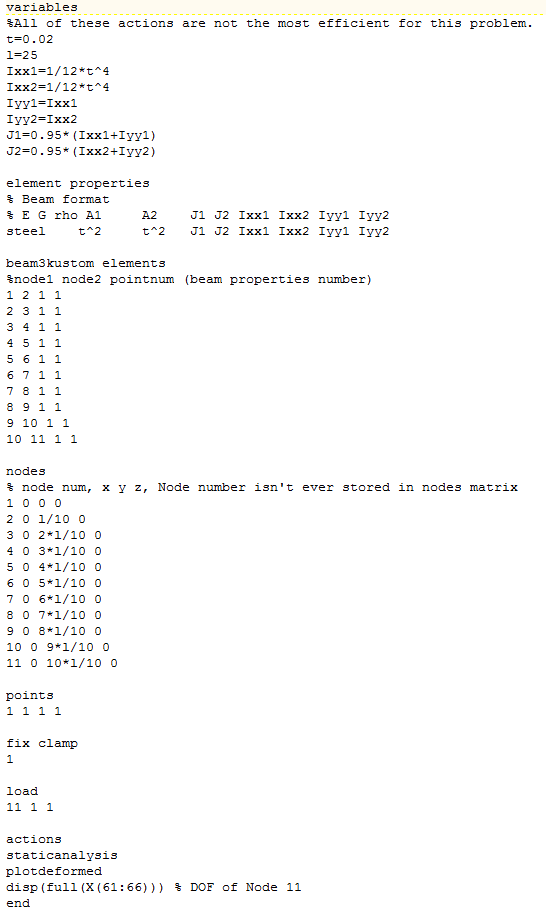 variables
%All of these actions are not the most efficient for this problem.
t=0.02
l=25
Ixx1=1/12*t^4
Ixx2=1/12*t^4
Iyy1=Ixx1
Iyy2=Ixx2
J1=0.95*(Ixx1+Iyy1)
J2=0.95*(Ixx2+Iyy2)
element properties
% Beam format
% E G rho A1 A2 J1 J2 Ixx1 Ixx2 Iyy1 Iyy2
steel t^2 t^2 J1 J2 Ixx1 Ixx2 Iyy1 Iyy2
beam3kustom elements
%node1 node2 pointnum (beam properties number)
1 2 1 1
2 3 1 1
3 4 1 1
4 5 1 1
5 6 1 1
6 7 1 1
7 8 1 1
8 9 1 1
9 10 1 1
10 11 1 1
nodes
% node num, x y z, Node number isn't ever stored in nodes matrix
1 0 0 0
2 0 l/10 0
3 0 2*l/10 0
4 0 3*l/10 0
5 0 4*l/10 0
6 0 5*l/10 0
7 0 6*l/10 0
8 0 7*l/10 0
9 0 8*l/10 0
10 0 9*l/10 0
11 0 10*l/10 0
points
1 1 1 1
fix clamp
1
load
11 1 1
actions
staticanalysis
plotdeformed
disp(full(X(61:66))) % DOF of Node 11
end